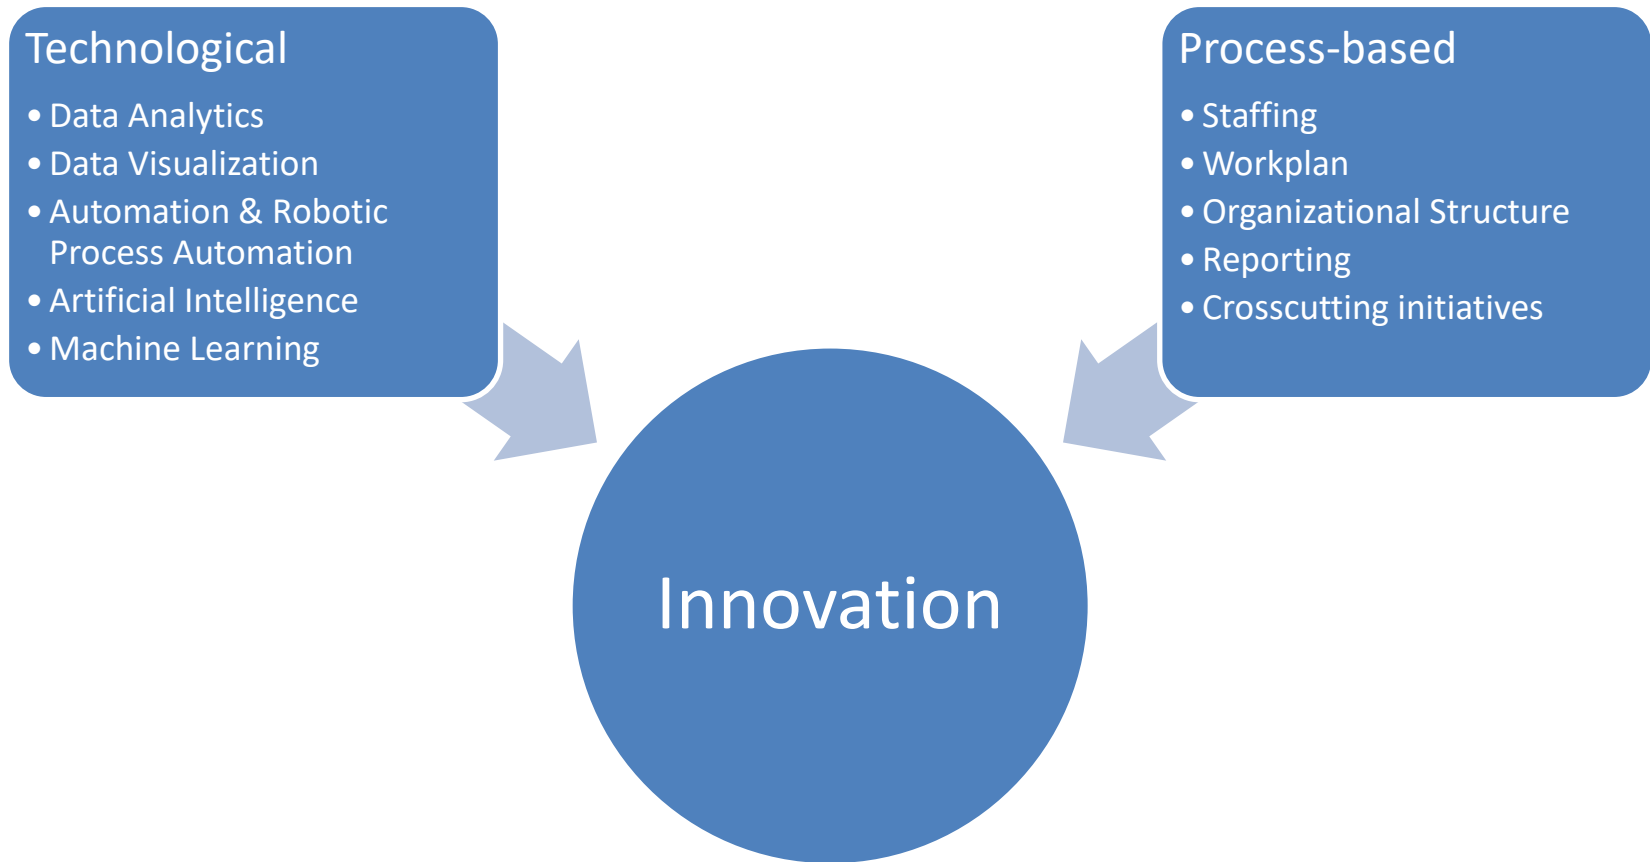 Technological
• Data Analytics
• Data Visualization
• Automation & Robotic
Process Automation
• Artificial Intelligence
• Machine Learning
Process-based
• Staffing
• Workplan
• Organizational Structure
• Reporting
• Crosscutting initiatives
Innovation